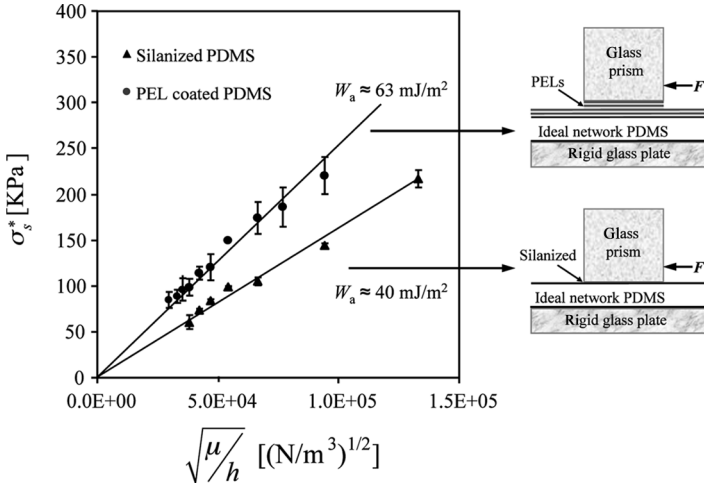 400
350
300
250
200
150
100
50
0
σs* [KPa]
▲ Silanized PDMS
● PEL coated PDMS
Wa ≈ 63 mJ/m²
Wa ≈ 40 mJ/m²
0.0E+00 5.0E+04 1.0E+05 1.5E+05
√μ/h [(N/m³)^1/2]
Glass
prism
PELs
F
Ideal network PDMS
Rigid glass plate
Glass
prism
Silanized
F
Ideal network PDMS
Rigid glass plate